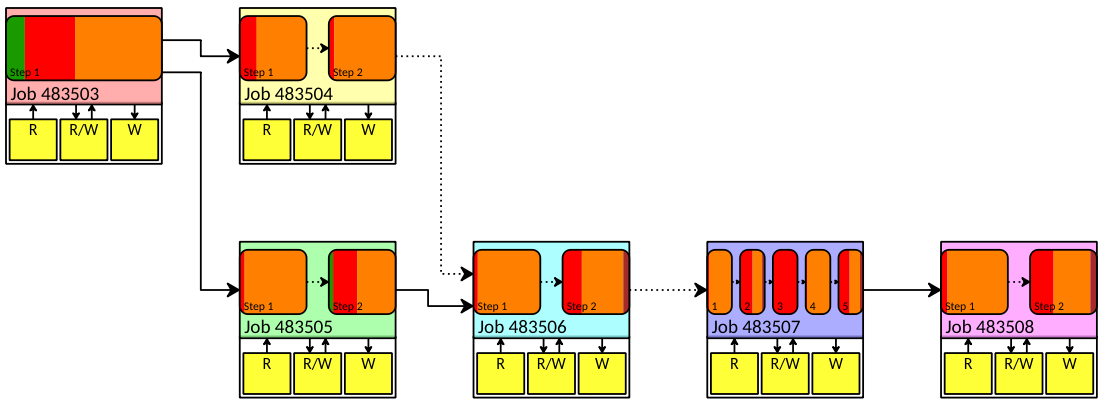 Step 1
Job 483503
R R/W W
Step 1 Step 2
Job 483504
R R/W W
Step 1 Step 2
Job 483505
R R/W W
Step 1 Step 2
Job 483506
R R/W W
1 2 3 4 5
Job 483507
R R/W W
Step 1 Step 2
Job 483508
R R/W W